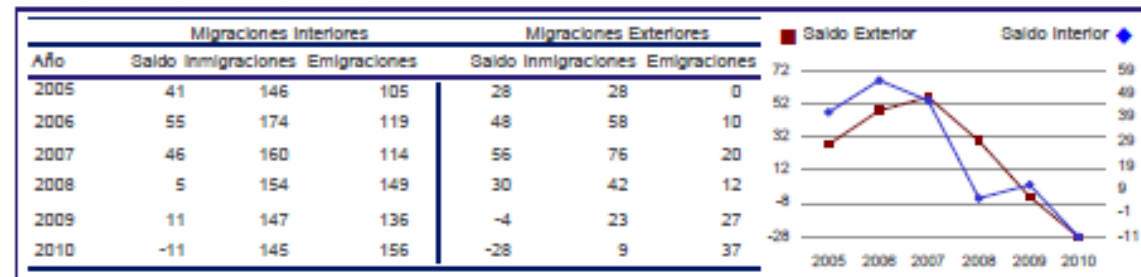 Migraciones Interiores Migraciones Exteriores
Año Saldo Inmigraciones Emigraciones Saldo Inmigraciones Emigraciones
2005 41 146 105 28 28 0
2006 55 174 119 48 58 10
2007 46 160 114 56 76 20
2008 5 154 149 30 42 12
2009 11 147 136 -4 23 27
2010 -11 145 156 -28 9 37
Saldo Exterior Saldo Interior
72 59
52 49
32 39
12 29
-8 19
-28 9
-1
-11
2005 2006 2007 2008 2009 2010